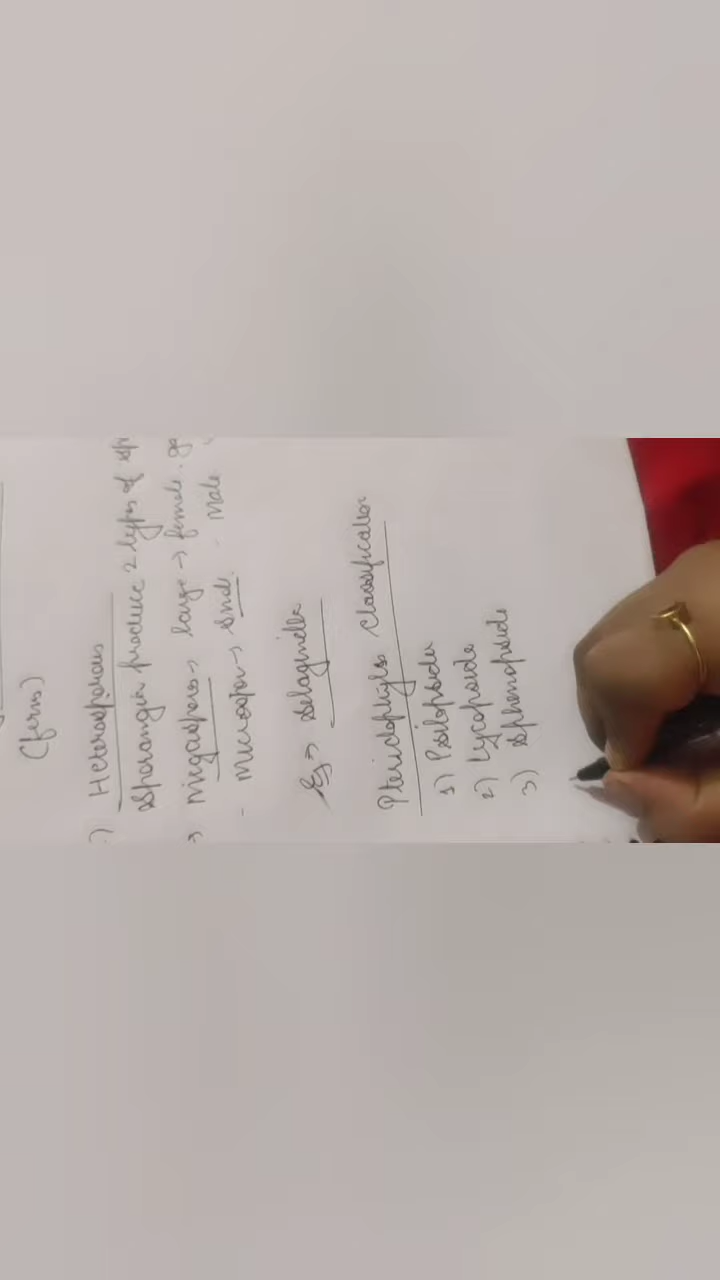 (ferns)
Heterosporous
Sporangia produce 2 types of
Megaspores → large → female
- Microspor → Small - Male
Eg → Selaginella
Pteridophytes Classification
1) Psilopsida
2) Lycopsida
3) Sphenopsida